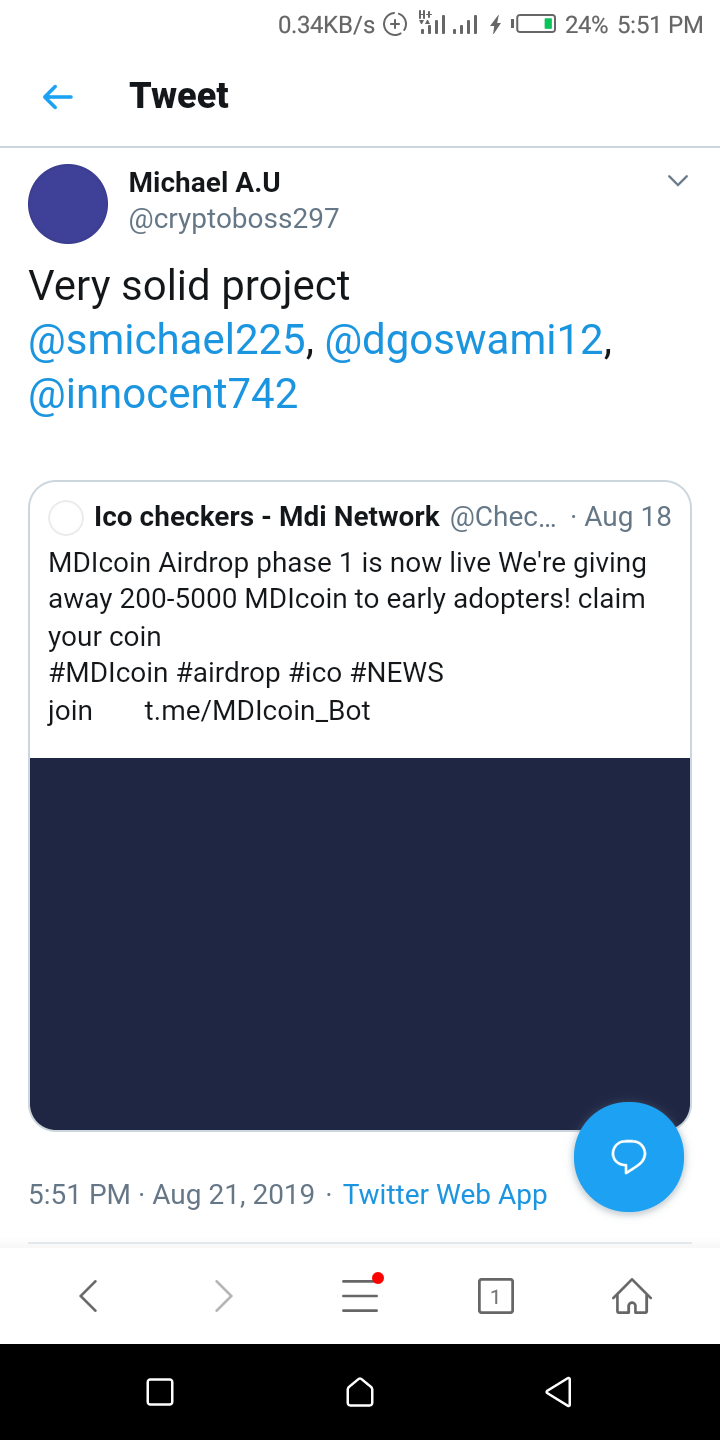 0.34KB/s H+ 24% 5:51 PM
Tweet
Michael A.U
@cryptoboss297
Very solid project
@smichael225, @dgoswami12,
@innocent742
Ico checkers - Mdi Network @Chec... · Aug 18
MDIcoin Airdrop phase 1 is now live We're giving
away 200-5000 MDIcoin to early adopters! claim
your coin
#MDIcoin #airdrop #ico #NEWS
join t.me/MDIcoin_Bot
5:51 PM · Aug 21, 2019 · Twitter Web App
1